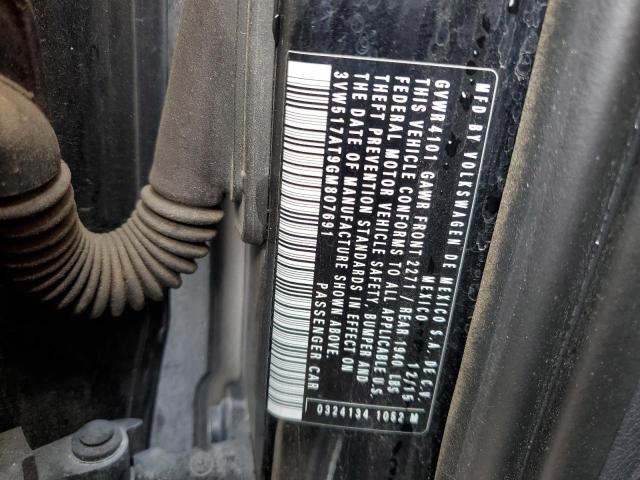 MFD BY VOLKSWAGEN DE MEXICO S.A. DE C.V
MEXICO 12/15
GVWR 4101 GAWR FRONT 2271 / REAR 1940 LBS
THIS VEHICLE CONFORMS TO ALL APPLICABLE U.S.
FEDERAL MOTOR VEHICLE SAFETY, BUMPER AND
THEFT PREVENTION STANDARDS IN EFFECT ON
THE DATE OF MANUFACTURE SHOWN ABOVE.
3VW517AT9GM807691 PASSENGER CAR
0324134 1052 M